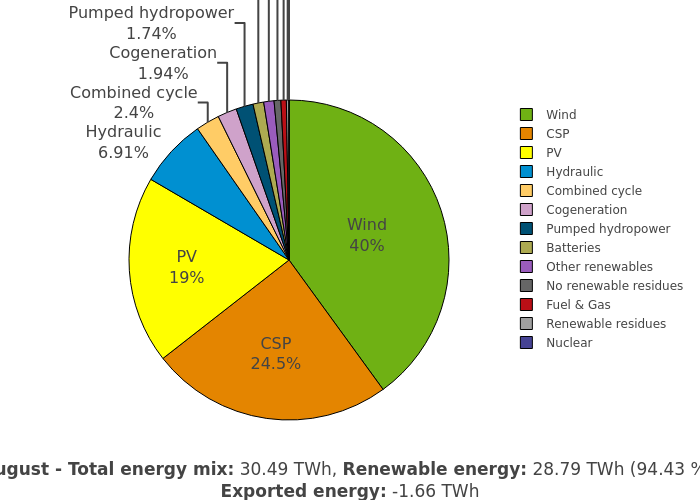 Pumped hydropower
1.74%
Cogeneration
1.94%
Combined cycle
2.4%
Hydraulic
6.91%
Wind
40%
PV
19%
CSP
24.5%
Wind
CSP
PV
Hydraulic
Combined cycle
Cogeneration
Pumped hydropower
Batteries
Other renewables
No renewable residues
Fuel & Gas
Renewable residues
Nuclear
ugust - Total energy mix: 30.49 TWh, Renewable energy: 28.79 TWh (94.43 %
Exported energy: -1.66 TWh